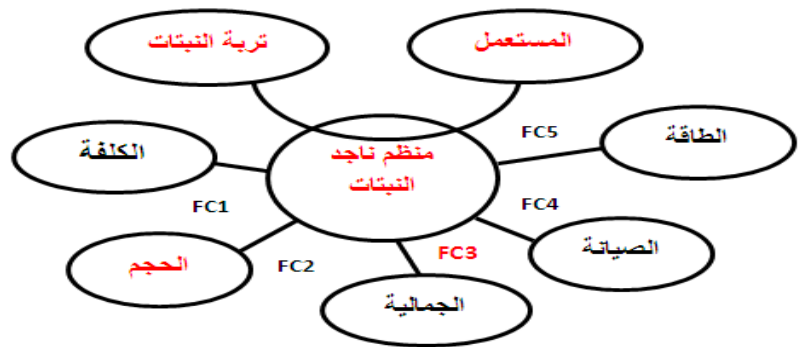 تربة النبتات
المستعمل
الكلفة
منظم ناجد
النبتات
FC5
الطاقة
FC1
FC4
الحجم
FC2
FC3
الصيانة
الجمالية